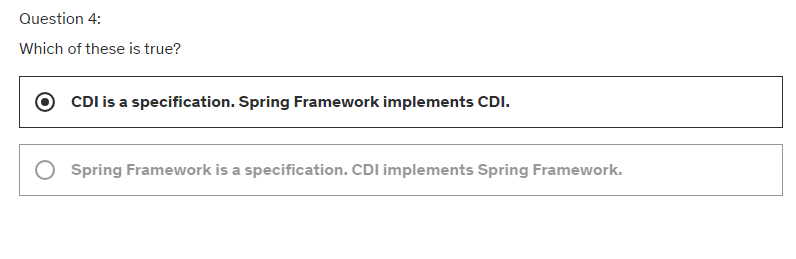 Question 4:
Which of these is true?
CDI is a specification. Spring Framework implements CDI.
Spring Framework is a specification. CDI implements Spring Framework.